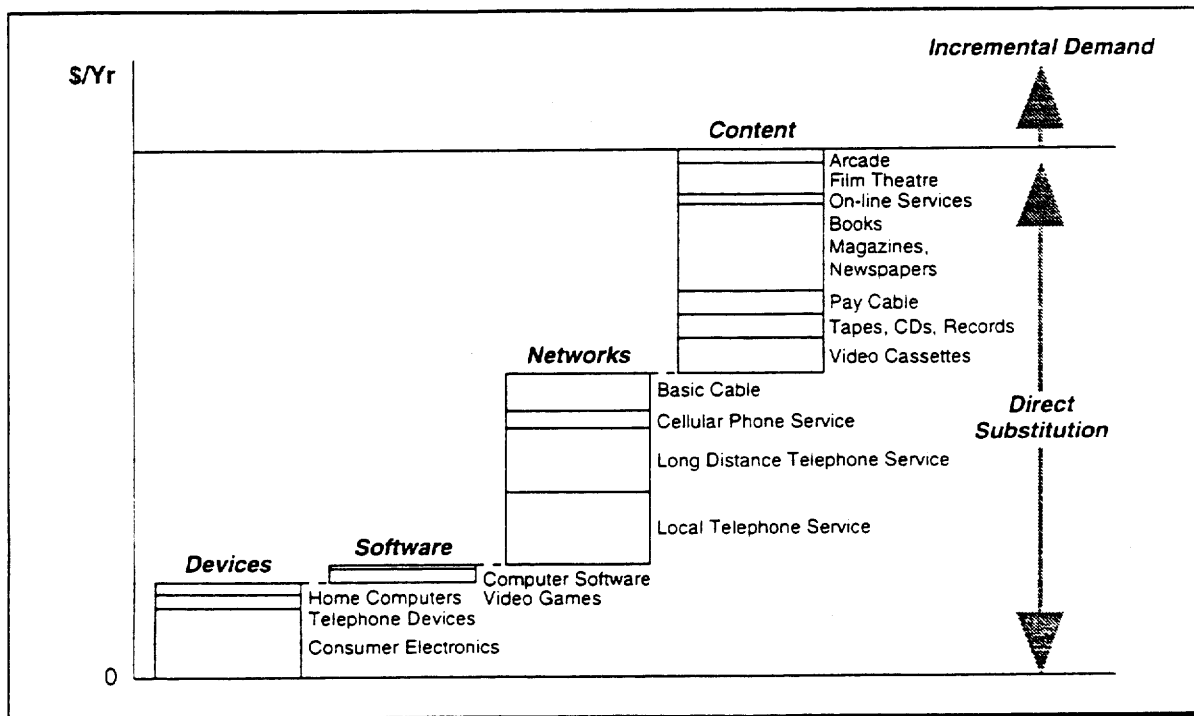 Incremental Demand
$/Yr
Content
Arcade
Film Theatre
On-line Services
Books
Magazines,
Newspapers
Pay Cable
Tapes, CDs, Records
Video Cassettes
Networks
Basic Cable
Cellular Phone Service
Long Distance Telephone Service
Local Telephone Service
Direct
Substitution
Software
Computer Software
Video Games
Devices
Home Computers
Telephone Devices
Consumer Electronics
0